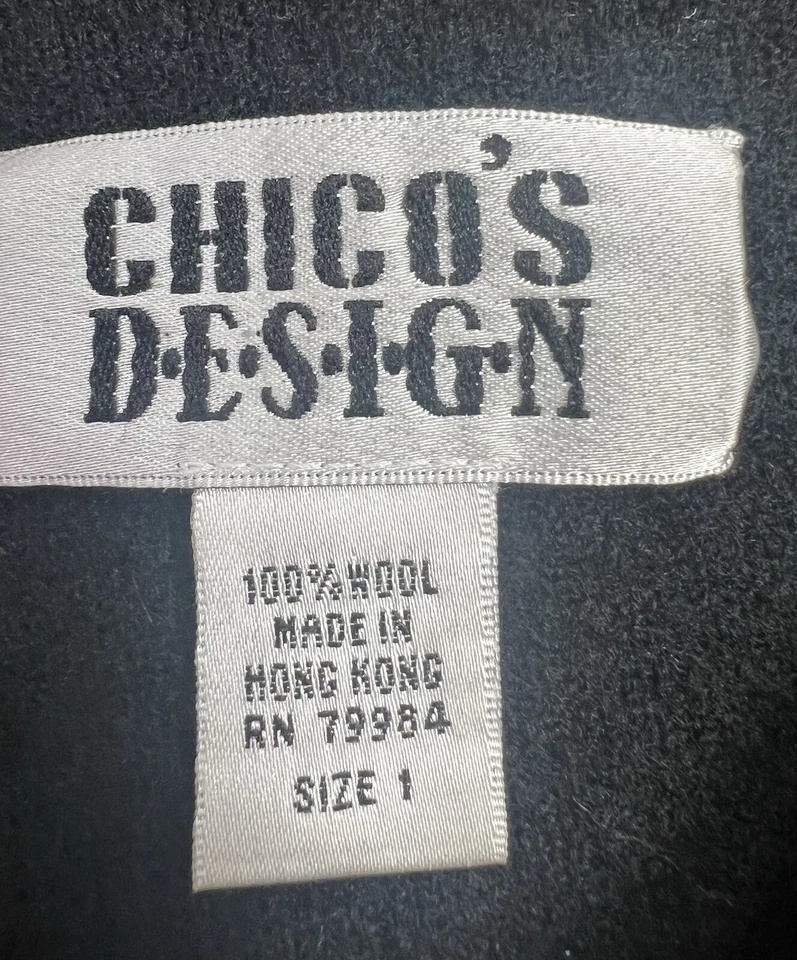 CHICO'S
D·E·S·I·G·N
100% WOOL
MADE IN
HONG KONG
RN 79984
SIZE 1